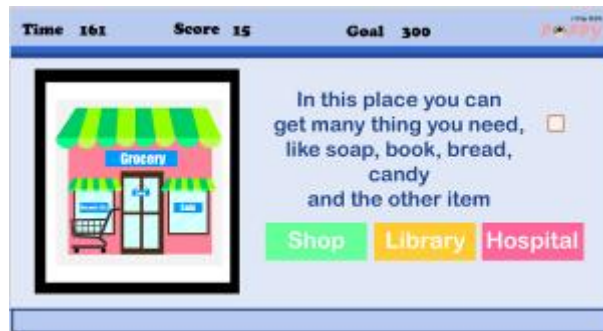 Time 161 Score 15 Goal 300
In this place you can
get many thing you need,
like soap, book, bread,
candy
and the other item
Grocery
Shop Library Hospital